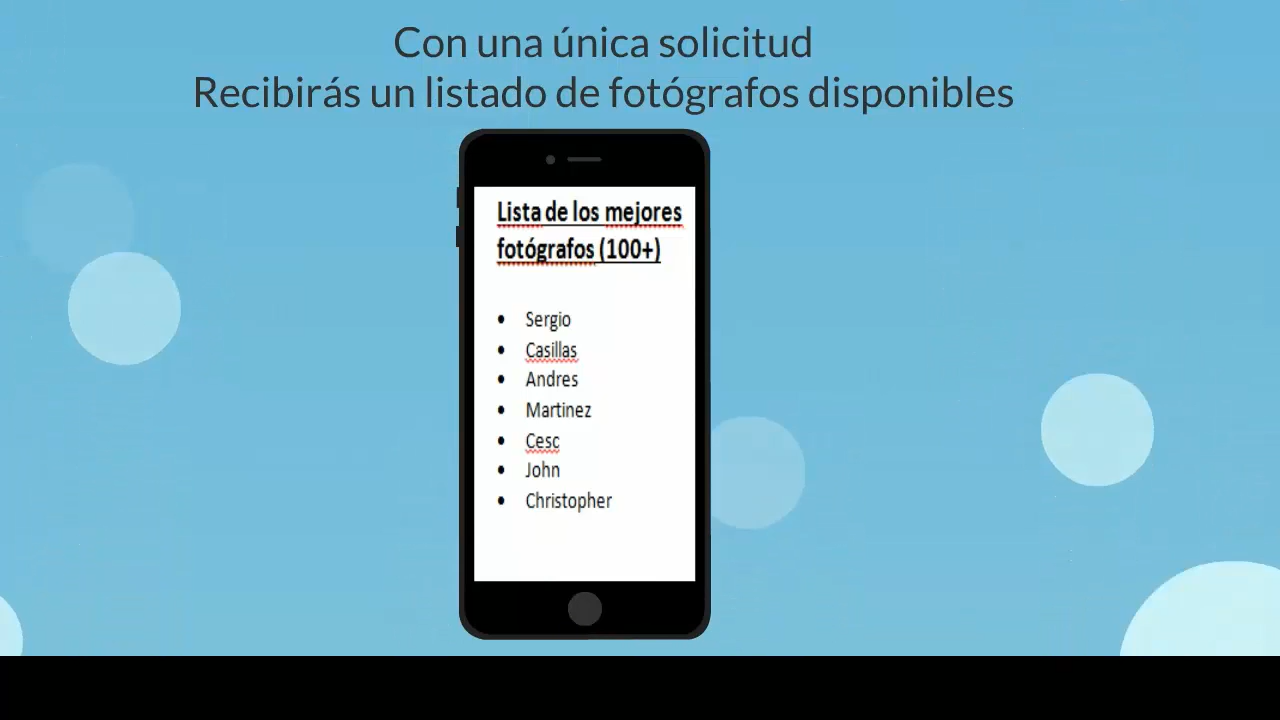 Con una única solicitud
Recibirás un listado de fotógrafos disponibles
Lista de los mejores
fotógrafos (100+)
• Sergio
• Casillas
• Andres
• Martinez
• Cesc
• John
• Christopher